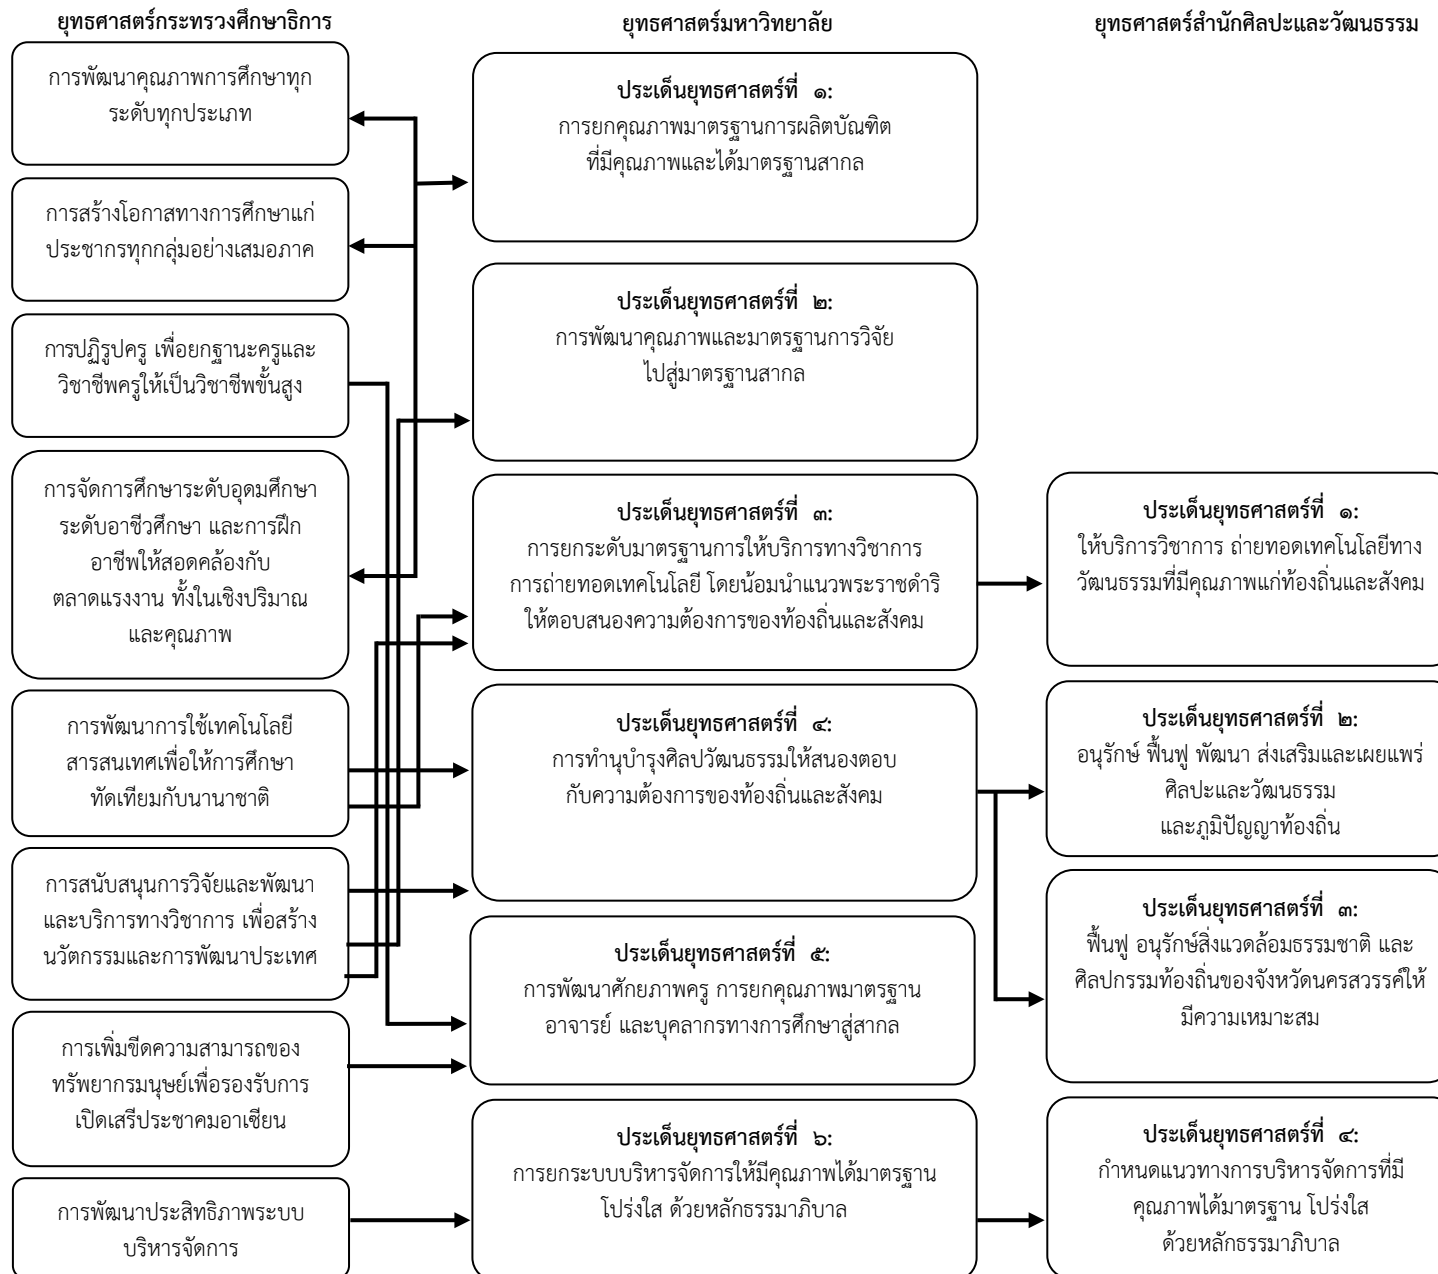 ยุทธศาสตร์กระทรวงศึกษาธิการ
การพัฒนาคุณภาพการศึกษาทุก
ระดับทุกประเภท
การสร้างโอกาสทางการศึกษาแก่
ประชากรทุกกลุ่มอย่างเสมอภาค
การปฏิรูปครู เพื่อยกฐานะครูและ
วิชาชีพครูให้เป็นวิชาชีพชั้นสูง
การจัดการศึกษาระดับอุดมศึกษา
ระดับอาชีวศึกษา และการฝึก
อาชีพให้สอดคล้องกับ
ตลาดแรงงาน ทั้งในเชิงปริมาณ
และคุณภาพ
การพัฒนาการใช้เทคโนโลยี
สารสนเทศเพื่อให้การศึกษา
ทัดเทียมกับนานาชาติ
การสนับสนุนการวิจัยและพัฒนา
และบริการทางวิชาการ เพื่อสร้าง
นวัตกรรมและการพัฒนาประเทศ
การเพิ่มขีดความสามารถของ
ทรัพยากรมนุษย์เพื่อรองรับการ
เปิดเสรีประชาคมอาเซียน
การพัฒนาประสิทธิภาพระบบ
บริหารจัดการ
ยุทธศาสตร์มหาวิทยาลัย
ประเด็นยุทธศาสตร์ที่ ๑:
การยกคุณภาพมาตรฐานการผลิตบัณฑิต
ที่มีคุณภาพและได้มาตรฐานสากล
ประเด็นยุทธศาสตร์ที่ ๒:
การพัฒนาคุณภาพและมาตรฐานการวิจัย
ไปสู่มาตรฐานสากล
ประเด็นยุทธศาสตร์ที่ ๓:
การยกระดับมาตรฐานการให้บริการทางวิชาการ
การถ่ายทอดเทคโนโลยี โดยน้อมนำแนวพระราชดำริ
ให้ตอบสนองความต้องการของท้องถิ่นและสังคม
ประเด็นยุทธศาสตร์ที่ ๔:
การทำนุบำรุงศิลปวัฒนธรรมให้สนองตอบ
กับความต้องการของท้องถิ่นและสังคม
ประเด็นยุทธศาสตร์ที่ ๕:
การพัฒนาศักยภาพครู การยกคุณภาพมาตรฐาน
อาจารย์ และบุคลากรทางการศึกษาสู่สากล
ประเด็นยุทธศาสตร์ที่ ๖:
การยกระบบบริหารจัดการให้มีคุณภาพได้มาตรฐาน
โปร่งใส ด้วยหลักธรรมาภิบาล
ยุทธศาสตร์สำนักศิลปะและวัฒนธรรม
ประเด็นยุทธศาสตร์ที่ ๑:
ให้บริการวิชาการ ถ่ายทอดเทคโนโลยีทาง
วัฒนธรรมที่มีคุณภาพแก่ท้องถิ่นและสังคม
ประเด็นยุทธศาสตร์ที่ ๒:
อนุรักษ์ ฟื้นฟู พัฒนา ส่งเสริมและเผยแพร่
ศิลปะและวัฒนธรรม
และภูมิปัญญาท้องถิ่น
ประเด็นยุทธศาสตร์ที่ ๓:
ฟื้นฟู อนุรักษ์สิ่งแวดล้อมธรรมชาติ และ
ศิลปกรรมท้องถิ่นของจังหวัดนครสวรรค์ให้
มีความเหมาะสม
ประเด็นยุทธศาสตร์ที่ ๔:
กำหนดแนวทางการบริหารจัดการที่มี
คุณภาพได้มาตรฐาน โปร่งใส
ด้วยหลักธรรมาภิบาล